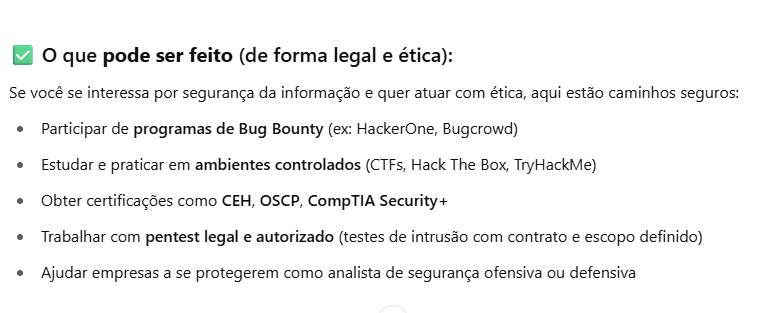 ✅ O que pode ser feito (de forma legal e ética):
Se você se interessa por segurança da informação e quer atuar com ética, aqui estão caminhos seguros:
• Participar de programas de Bug Bounty (ex: HackerOne, Bugcrowd)
• Estudar e praticar em ambientes controlados (CTFs, Hack The Box, TryHackMe)
• Obter certificações como CEH, OSCP, CompTIA Security+
• Trabalhar com pentest legal e autorizado (testes de intrusão com contrato e escopo definido)
• Ajudar empresas a se protegerem como analista de segurança ofensiva ou defensiva